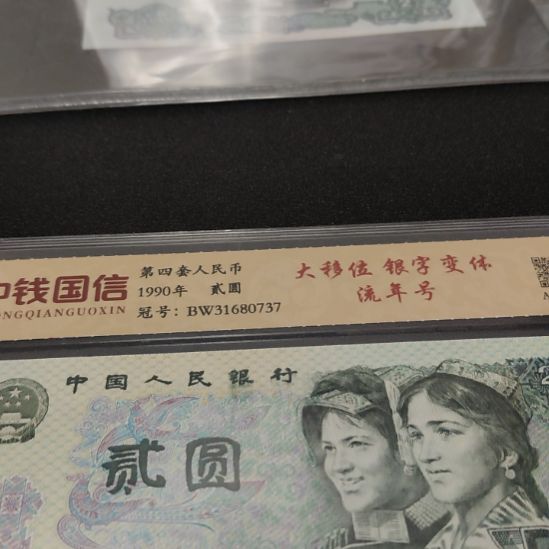 中钱国信
ONGQIANGUOXIN
第四套人民币
1990年 贰圆
冠号: BW31680737
大移位 银字变体
流年号
中国人民银行
贰圆